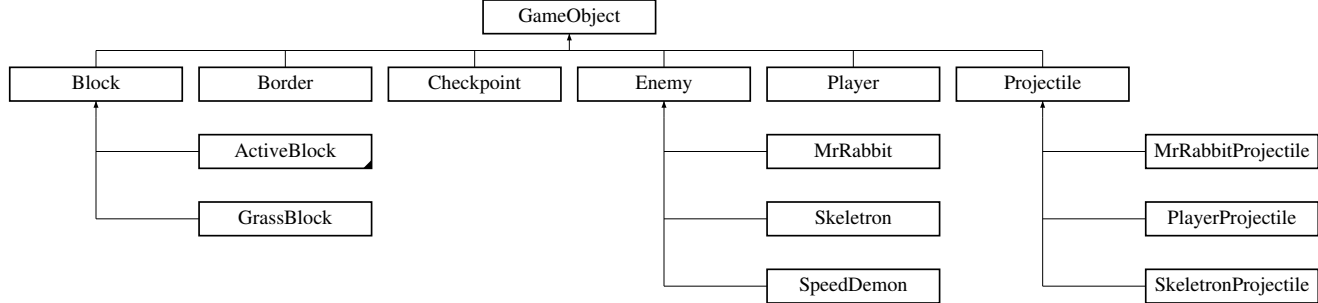 GameObject
Block
Border
Checkpoint
Enemy
Player
Projectile
ActiveBlock
MrRabbit
MrRabbitProjectile
GrassBlock
Skeletron
PlayerProjectile
SpeedDemon
SkeletronProjectile